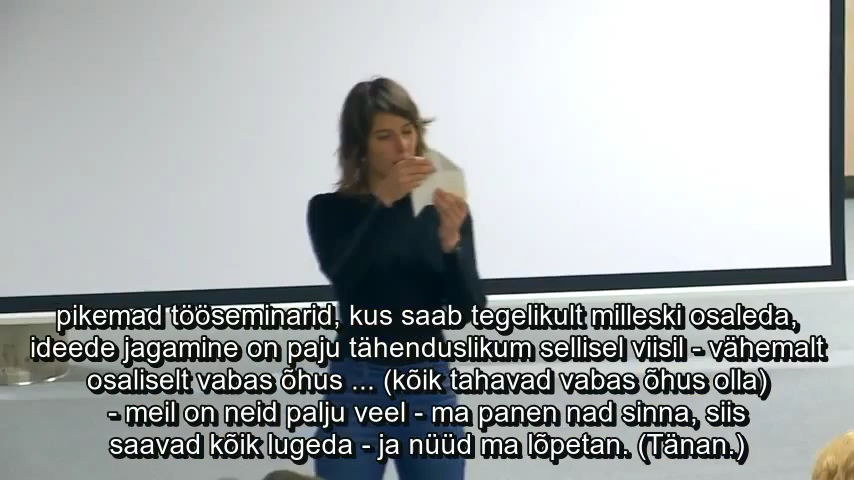 pikemad tööseminarid, kus saab tegelikult milleski osaleda,
ideede jagamine on paju tähenduslikum sellisel viisil - vähemalt
osaliselt vabas õhus ... (kõik tahavad vabas õhus olla)
- meil on neid palju veel - ma panen nad sinna, siis
saavad kõik lugeda - ja nüüd ma lõpetan. (Tänan.)